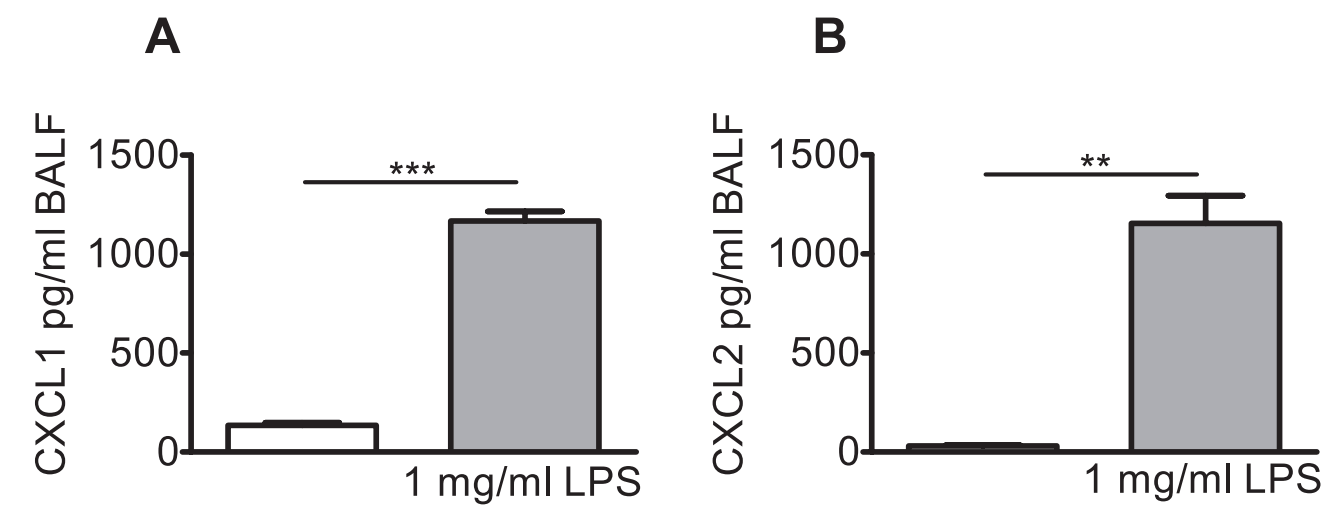 A
CXCL1 pg/ml BALF
1500
1000
500
0
***
1 mg/ml LPS
B
CXCL2 pg/ml BALF
1500
1000
500
0
**
1 mg/ml LPS